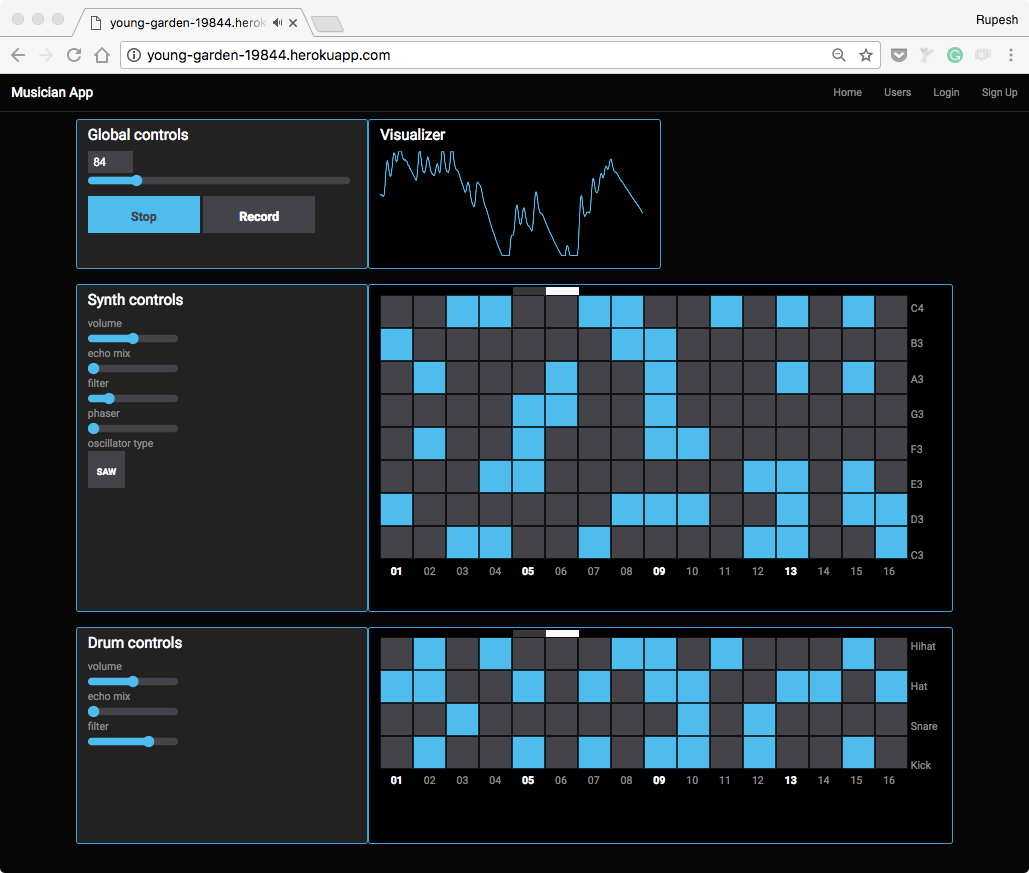 young-garden-19844.herok
Rupesh
young-garden-19844.herokuapp.com
Musician App
Home Users Login Sign Up
Global controls
84
Stop Record
Visualizer
Synth controls
volume
echo mix
filter
phaser
oscillator type
SAW
C4
B3
A3
G3
F3
E3
D3
C3
01 02 03 04 05 06 07 08 09 10 11 12 13 14 15 16
Drum controls
volume
echo mix
filter
Hihat
Hat
Snare
Kick
01 02 03 04 05 06 07 08 09 10 11 12 13 14 15 16